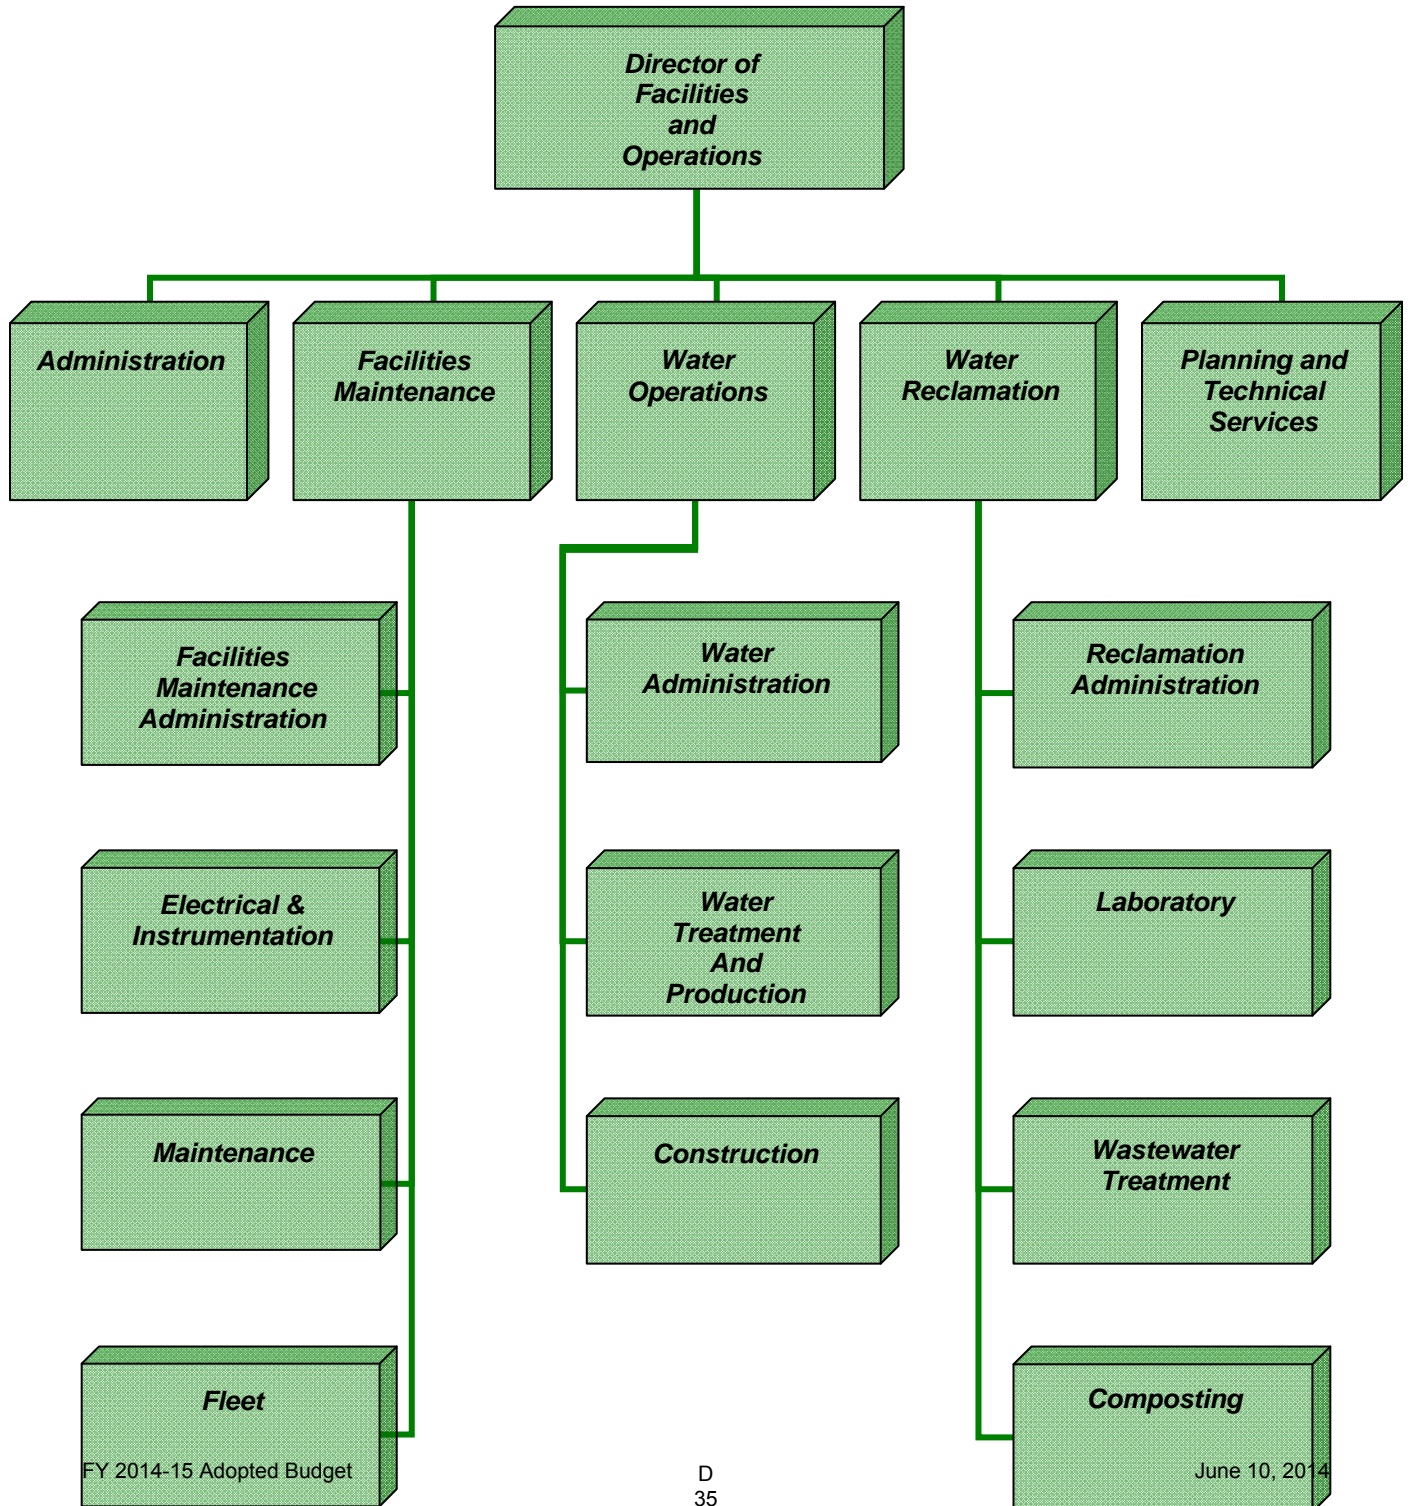 Director of
Facilities
and
Operations
Administration
Facilities
Maintenance
Water
Operations
Water
Reclamation
Planning and
Technical
Services
Facilities
Maintenance
Administration
Water
Administration
Reclamation
Administration
Electrical &
Instrumentation
Water
Treatment
And
Production
Laboratory
Maintenance
Construction
Wastewater
Treatment
Fleet
Composting
FY 2014-15 Adopted Budget
D
35
June 10, 2014